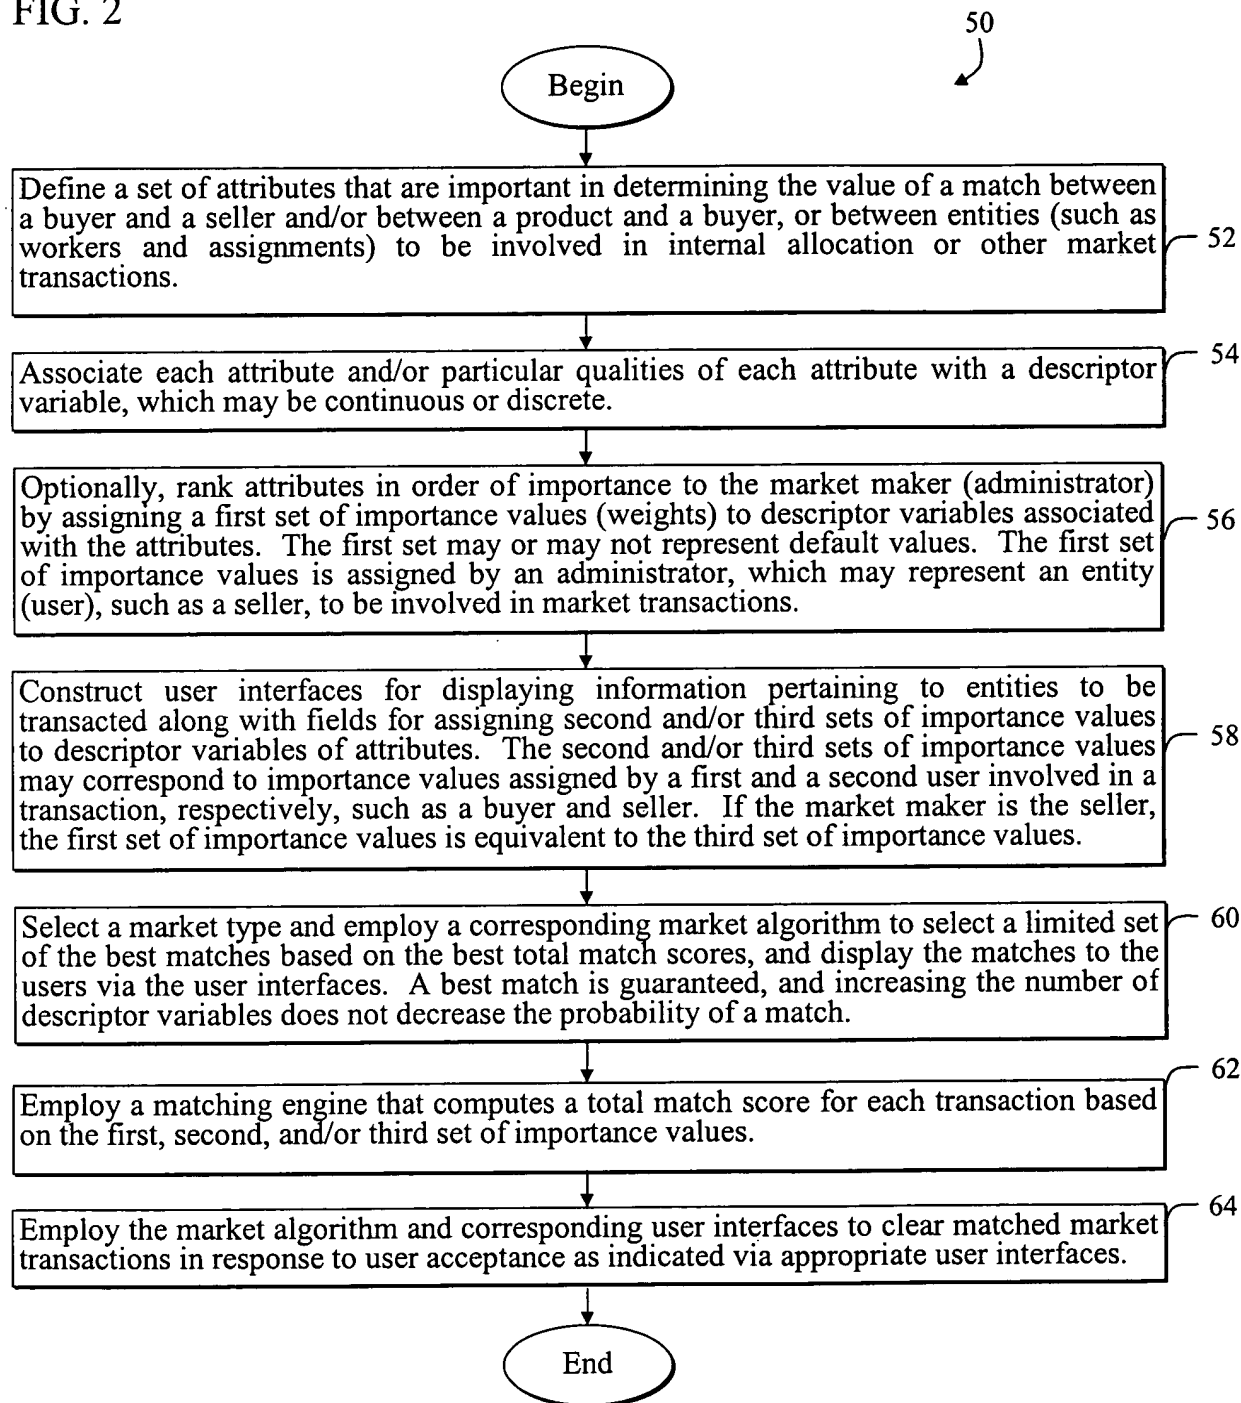 FIG. 2
50
Begin
Define a set of attributes that are important in determining the value of a match between
a buyer and a seller and/or between a product and a buyer, or between entities (such as
workers and assignments) to be involved in internal allocation or other market
transactions.
52
Associate each attribute and/or particular qualities of each attribute with a descriptor
variable, which may be continuous or discrete.
54
Optionally, rank attributes in order of importance to the market maker (administrator)
by assigning a first set of importance values (weights) to descriptor variables associated
with the attributes. The first set may or may not represent default values. The first set
of importance values is assigned by an administrator, which may represent an entity
(user), such as a seller, to be involved in market transactions.
56
Construct user interfaces for displaying information pertaining to entities to be
transacted along with fields for assigning second and/or third sets of importance values
to descriptor variables of attributes. The second and/or third sets of importance values
may correspond to importance values assigned by a first and a second user involved in a
transaction, respectively, such as a buyer and seller. If the market maker is the seller,
the first set of importance values is equivalent to the third set of importance values.
58
Select a market type and employ a corresponding market algorithm to select a limited set
of the best matches based on the best total match scores, and display the matches to the
users via the user interfaces. A best match is guaranteed, and increasing the number of
descriptor variables does not decrease the probability of a match.
60
Employ a matching engine that computes a total match score for each transaction based
on the first, second, and/or third set of importance values.
62
Employ the market algorithm and corresponding user interfaces to clear matched market
transactions in response to user acceptance as indicated via appropriate user interfaces.
64
End